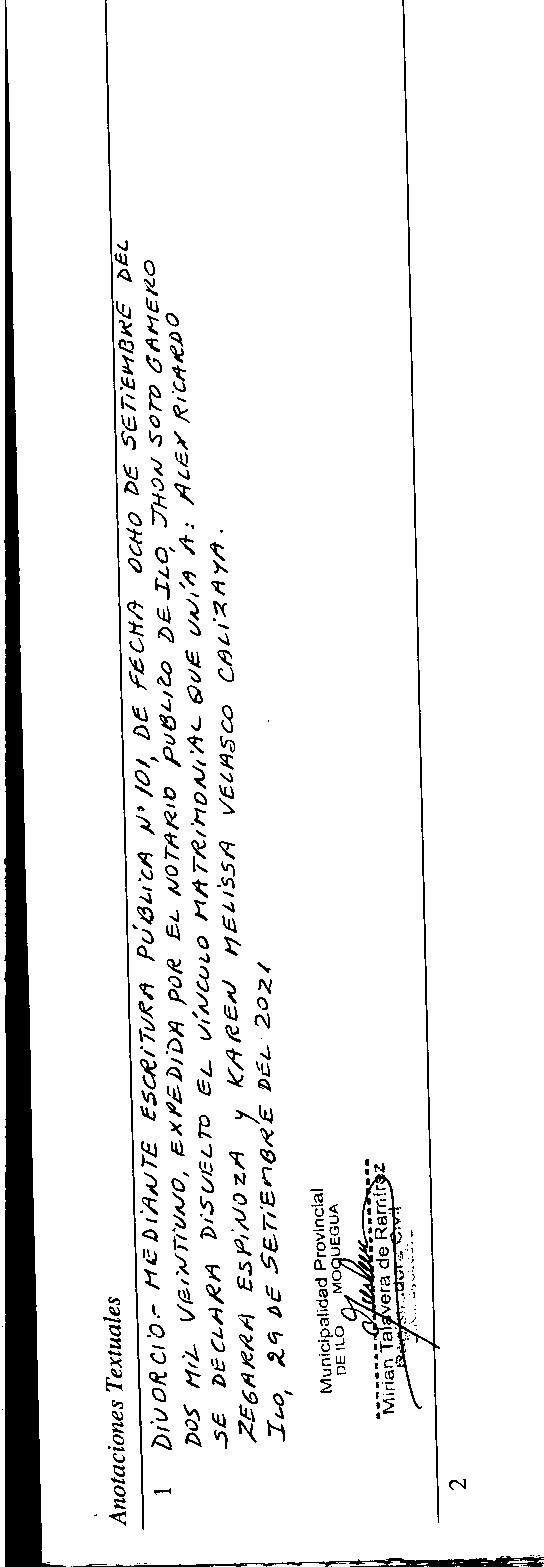 Anotaciones Textuales
1 DIVORCIO.- MEDIANTE ESCRITURA PÚBLICA N° 101, DE FECHA OCHO DE SETIEMBRE DEL
DOS MIL VEINTIUNO, EXPEDIDA POR EL NOTARIO PUBLICO DE ILO, JHON SOTO GAMERO
SE DECLARA DISUELTO EL VÍNCULO MATRIMONIAL QUE UNÍA A: ALEX RICARDO
ZEGARRA ESPINOZA Y KAREN MELISSA VELASCO CALIZAYA.
ILO, 29 DE SETIEMBRE DEL 2021
Municipalidad Provincial
DE ILO MOQUEGUA
Mirian Talavera de Ramírez
Civil
2